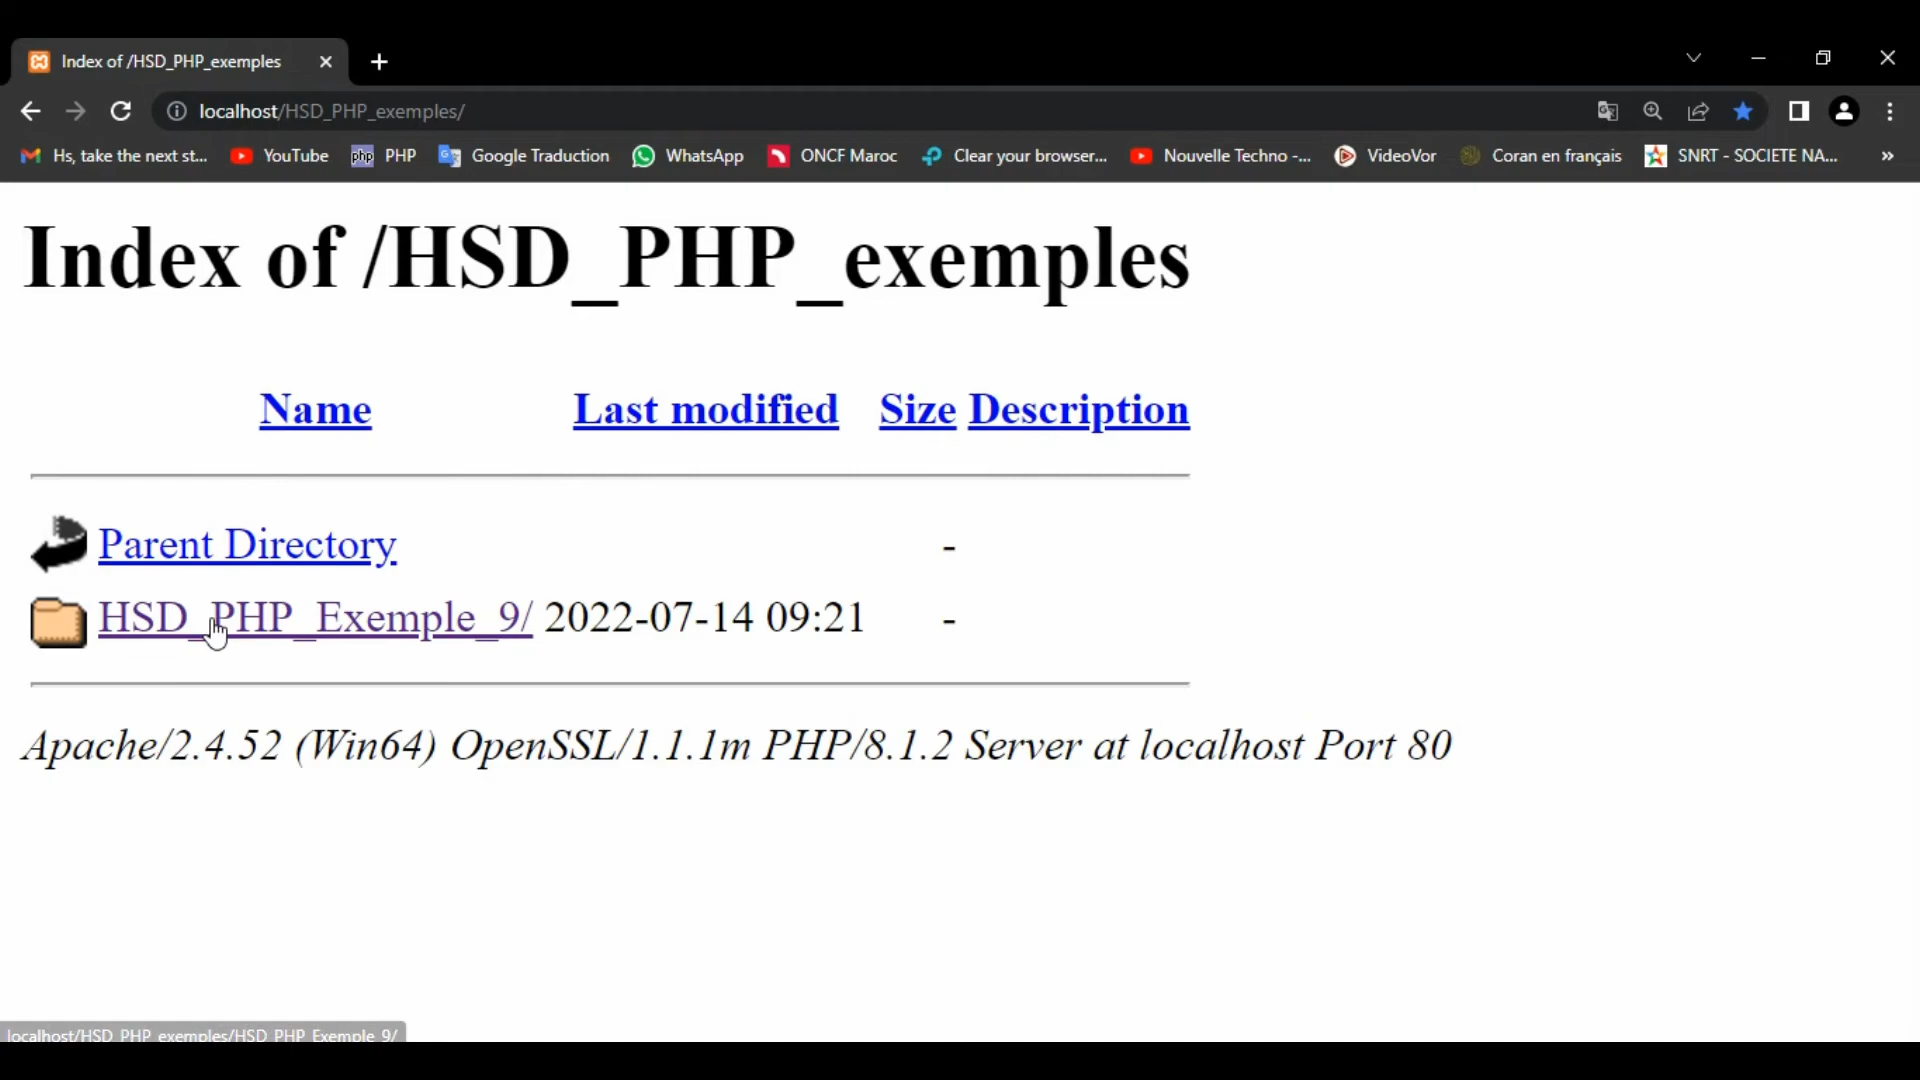 Index of /HSD_PHP_exemples
localhost/HSD_PHP_exemples/
Hs, take the next st... YouTube php PHP Google Traduction WhatsApp ONCF Maroc Clear your browser... Nouvelle Techno -... VideoVor Coran en français SNRT - SOCIETE NA... »
Index of /HSD_PHP_exemples
Name Last modified Size Description
Parent Directory -
HSD_PHP_Exemple_9/ 2022-07-14 09:21 -
Apache/2.4.52 (Win64) OpenSSL/1.1.1m PHP/8.1.2 Server at localhost Port 80
localhost/HSD_PHP_exemples/HSD_PHP_Exemple_9/